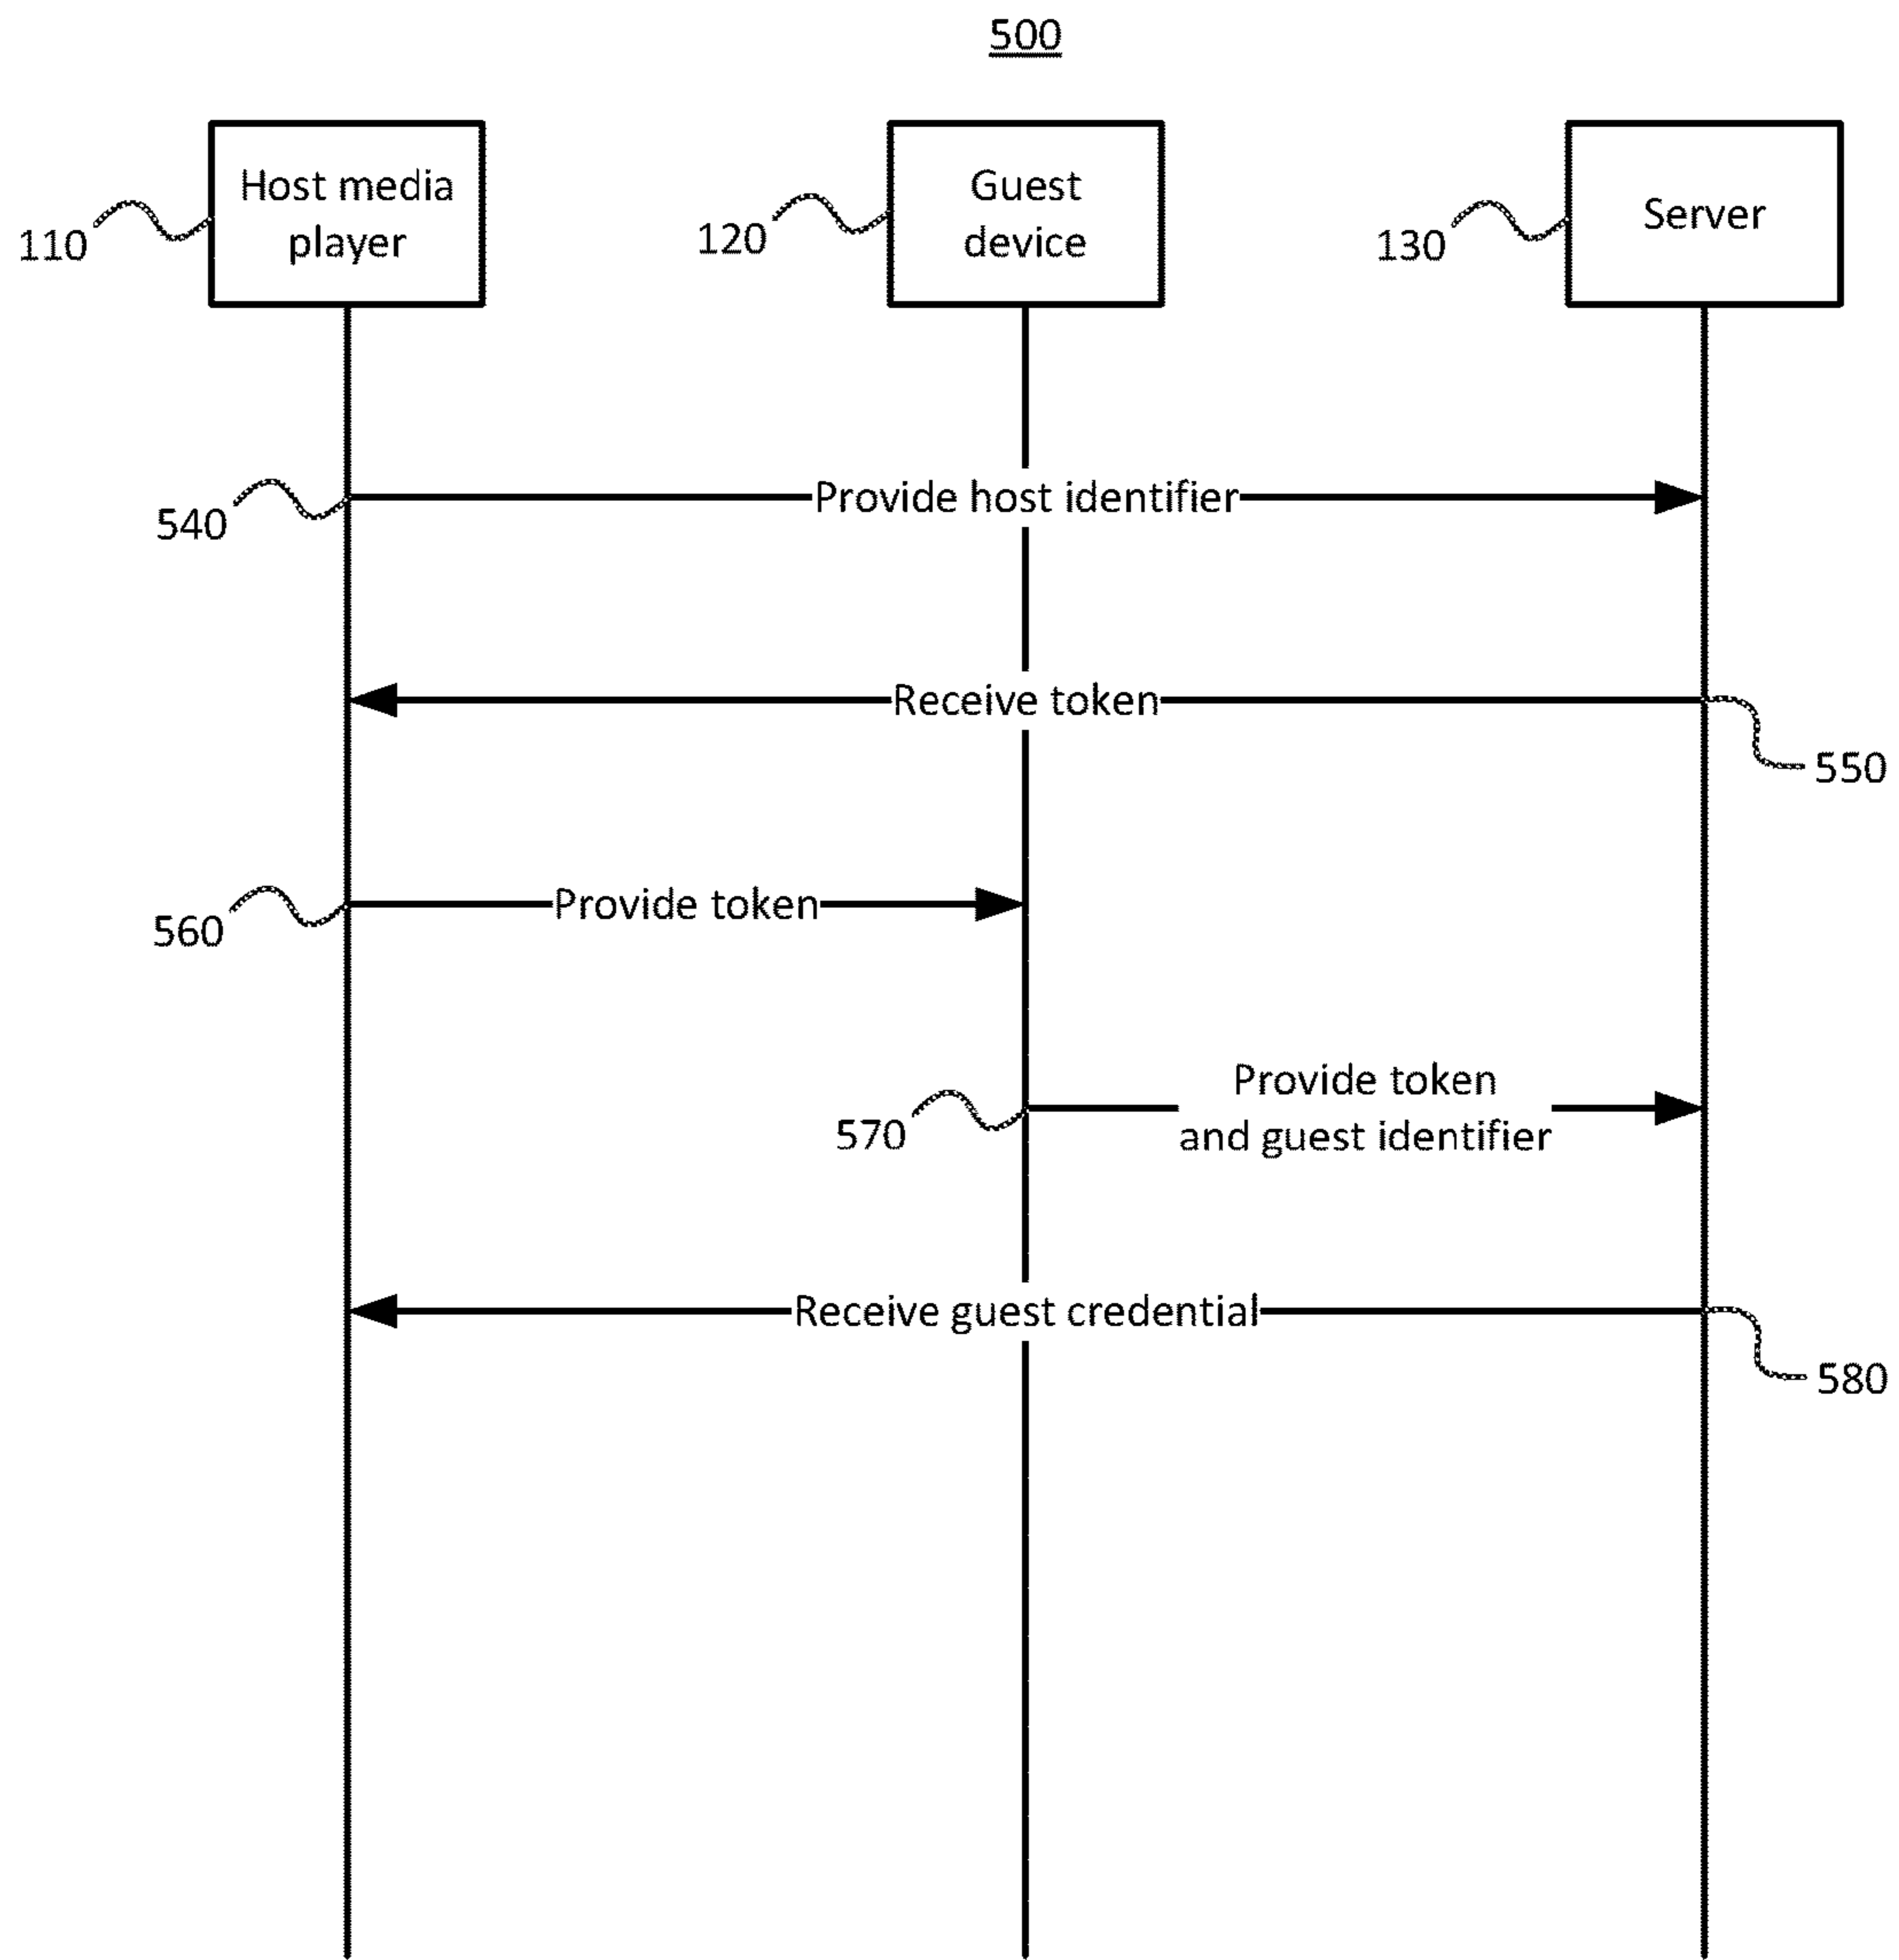 500
Host media
player
110
Guest
device
120
Server
130
Provide host identifier
540
Receive token
550
Provide token
560
Provide token
and guest identifier
570
Receive guest credential
580